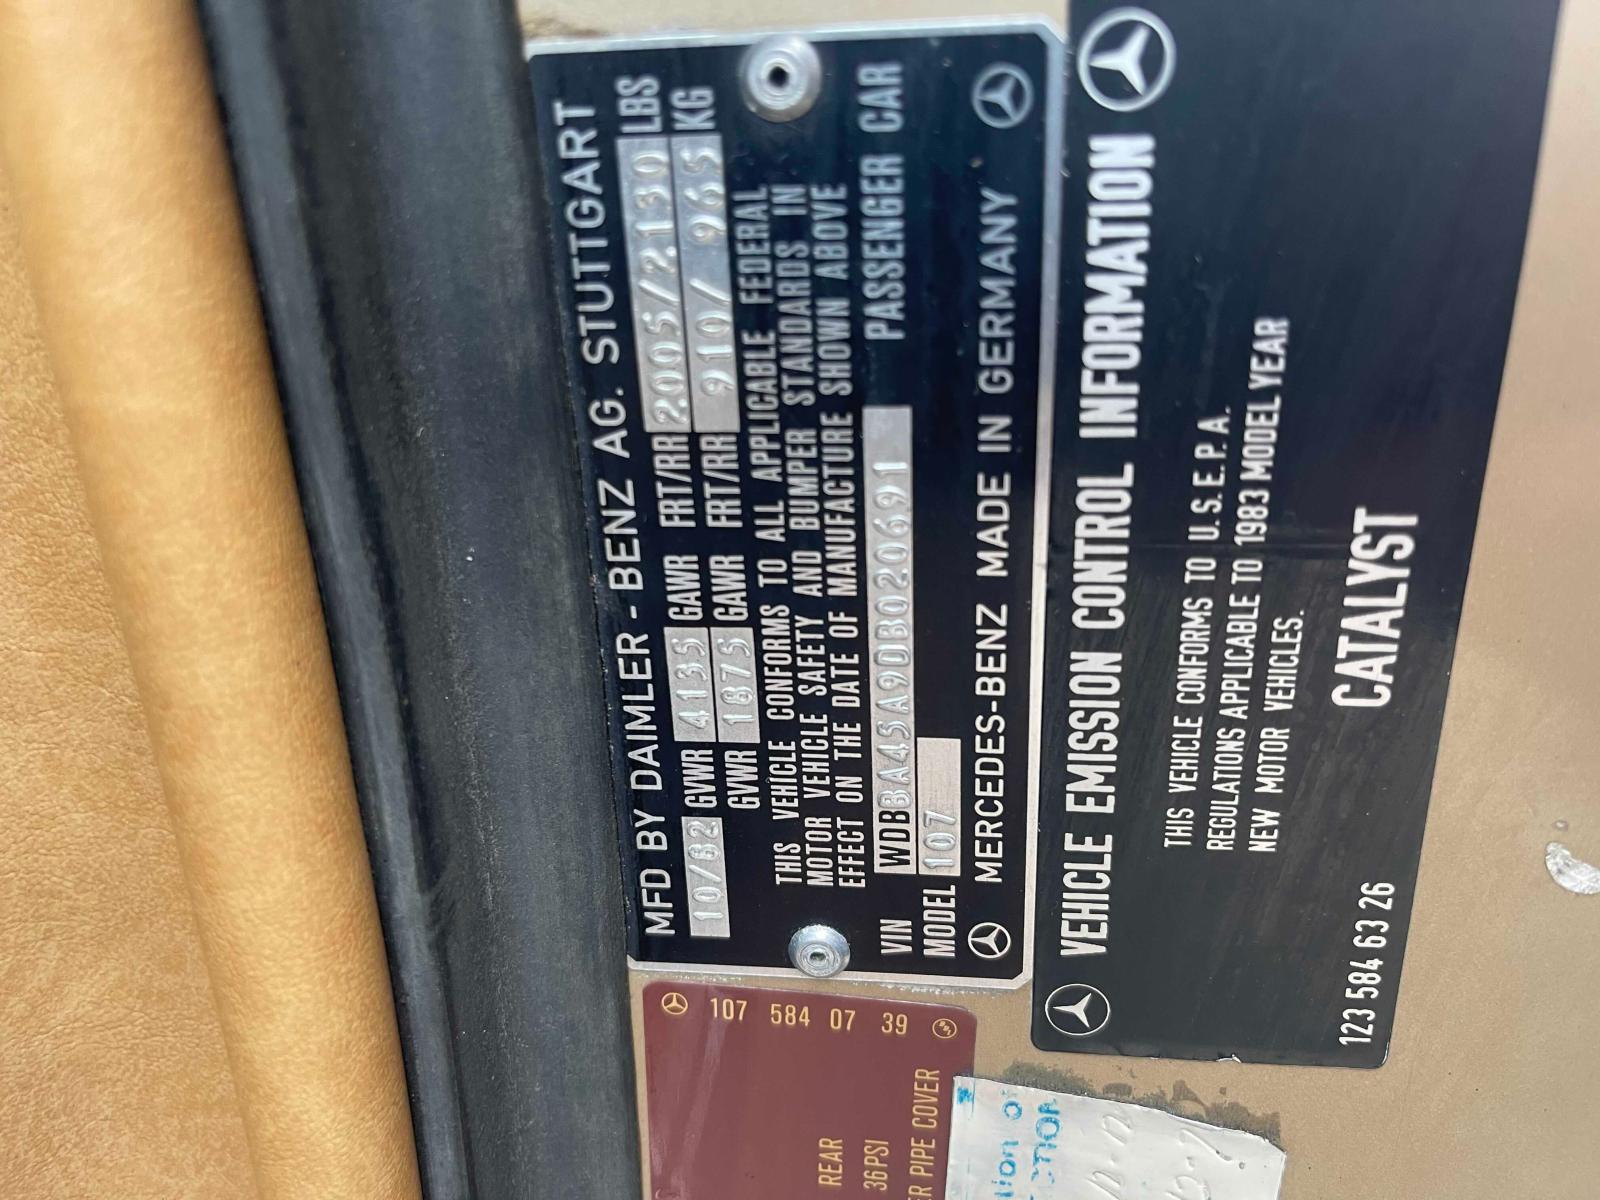 MFD BY DAIMLER - BENZ AG. STUTTGART
10/82 GVWR 4135 GAWR FRT/RR 2005/2130 LBS
GVWR 1875 GAWR FRT/RR 910/ 965 KG
THIS VEHICLE CONFORMS TO ALL APPLICABLE FEDERAL
MOTOR VEHICLE SAFETY AND BUMPER STANDARDS IN
EFFECT ON THE DATE OF MANUFACTURE SHOWN ABOVE
VIN WDBBA45A9DB020691 PASSENGER CAR
MODEL 107
MERCEDES-BENZ MADE IN GERMANY
VEHICLE EMISSION CONTROL INFORMATION
THIS VEHICLE CONFORMS TO U.S.E.P.A.
REGULATIONS APPLICABLE TO 1983 MODEL YEAR
NEW MOTOR VEHICLES.
CATALYST
123 584 63 26
107 584 07 39
REAR
36 PSI
PIPE COVER